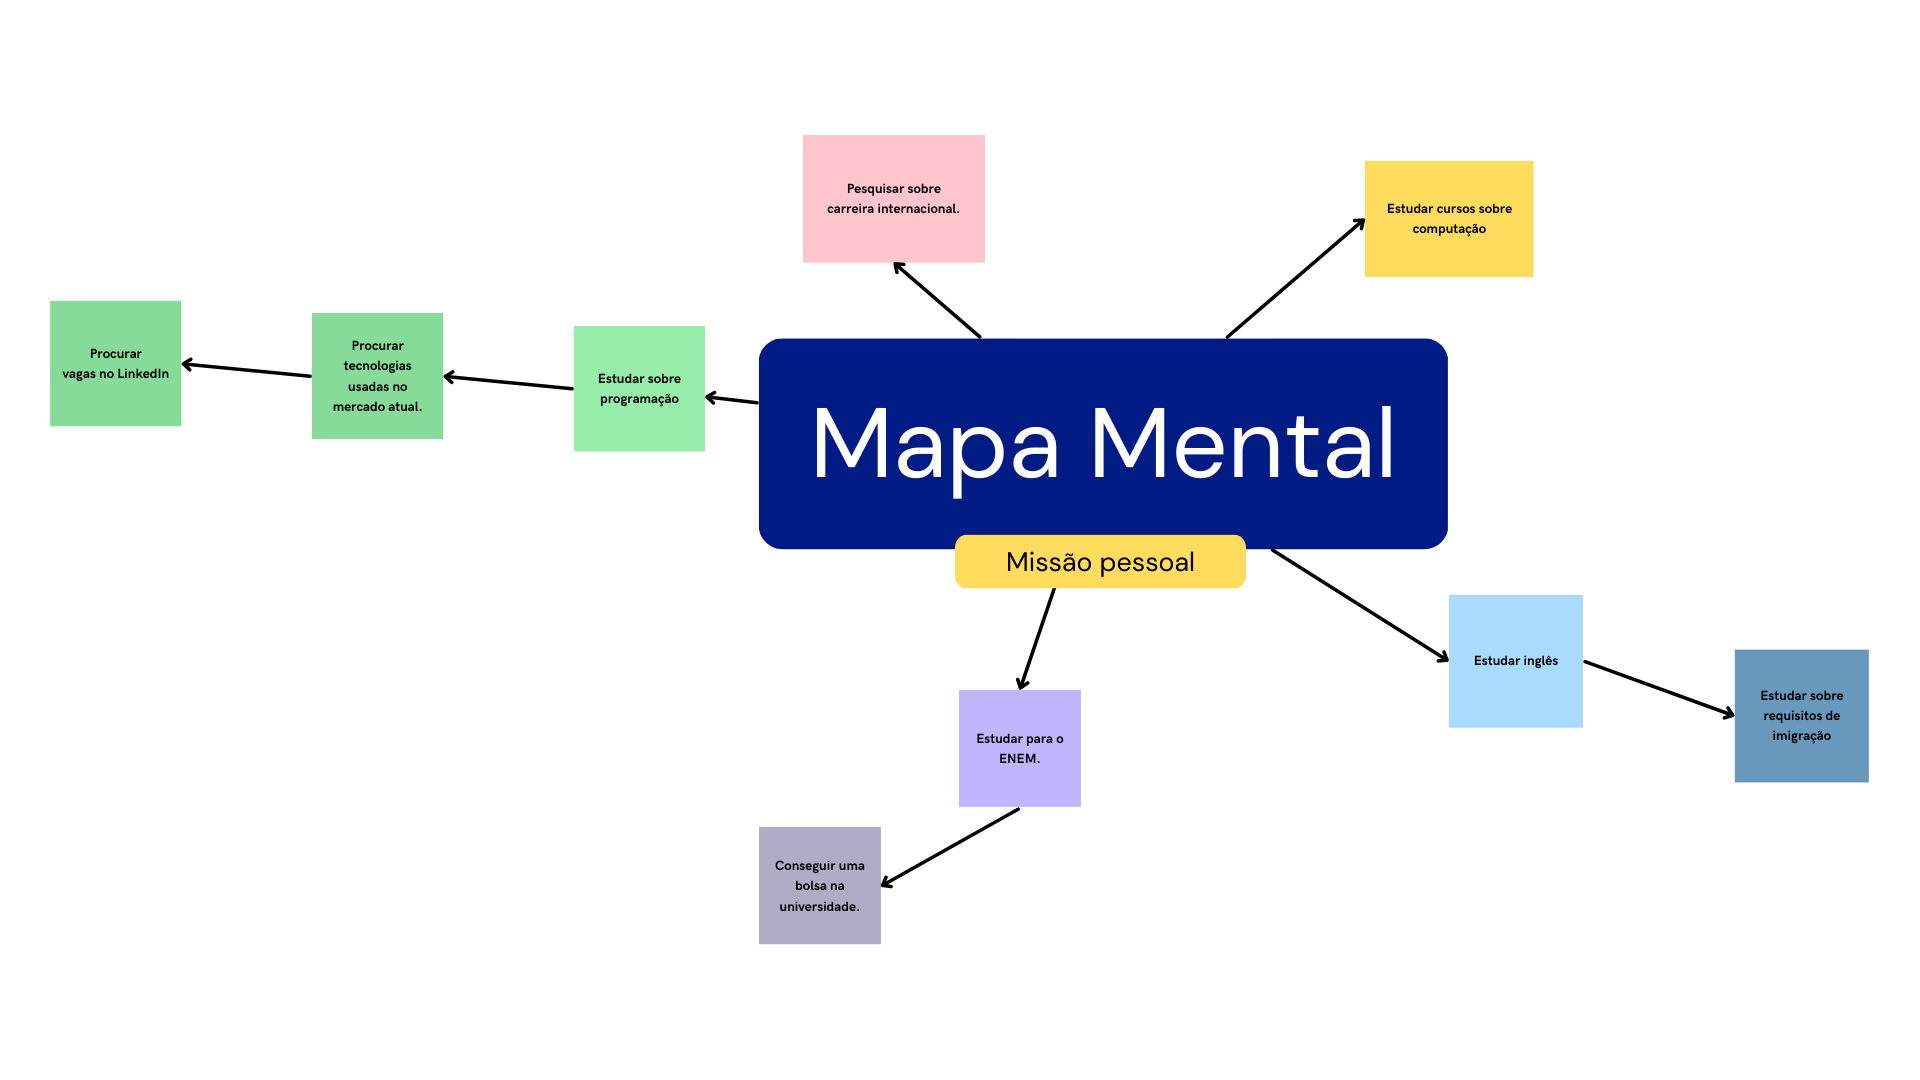 Pesquisar sobre
carreira internacional.
Estudar cursos sobre
computação
Procurar
vagas no LinkedIn
Procurar
tecnologias
usadas no
mercado atual.
Estudar sobre
programação
Mapa Mental
Missão pessoal
Estudar inglês
Estudar sobre
requisitos de
imigração
Estudar para o
ENEM.
Conseguir uma
bolsa na
universidade.